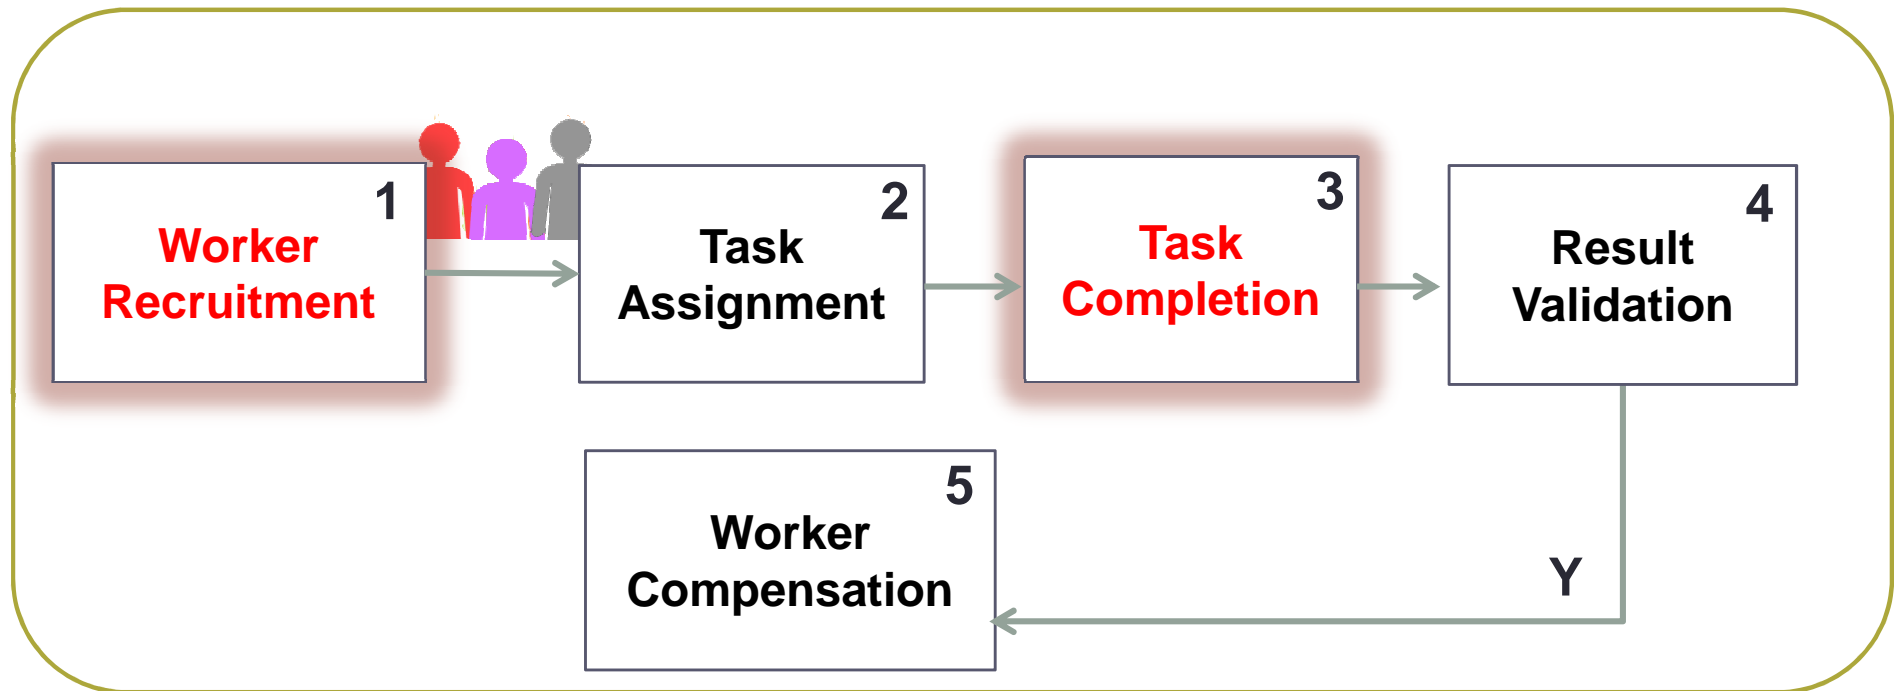 1
Worker
Recruitment
2
Task
Assignment
3
Task
Completion
4
Result
Validation
5
Worker
Compensation
Y